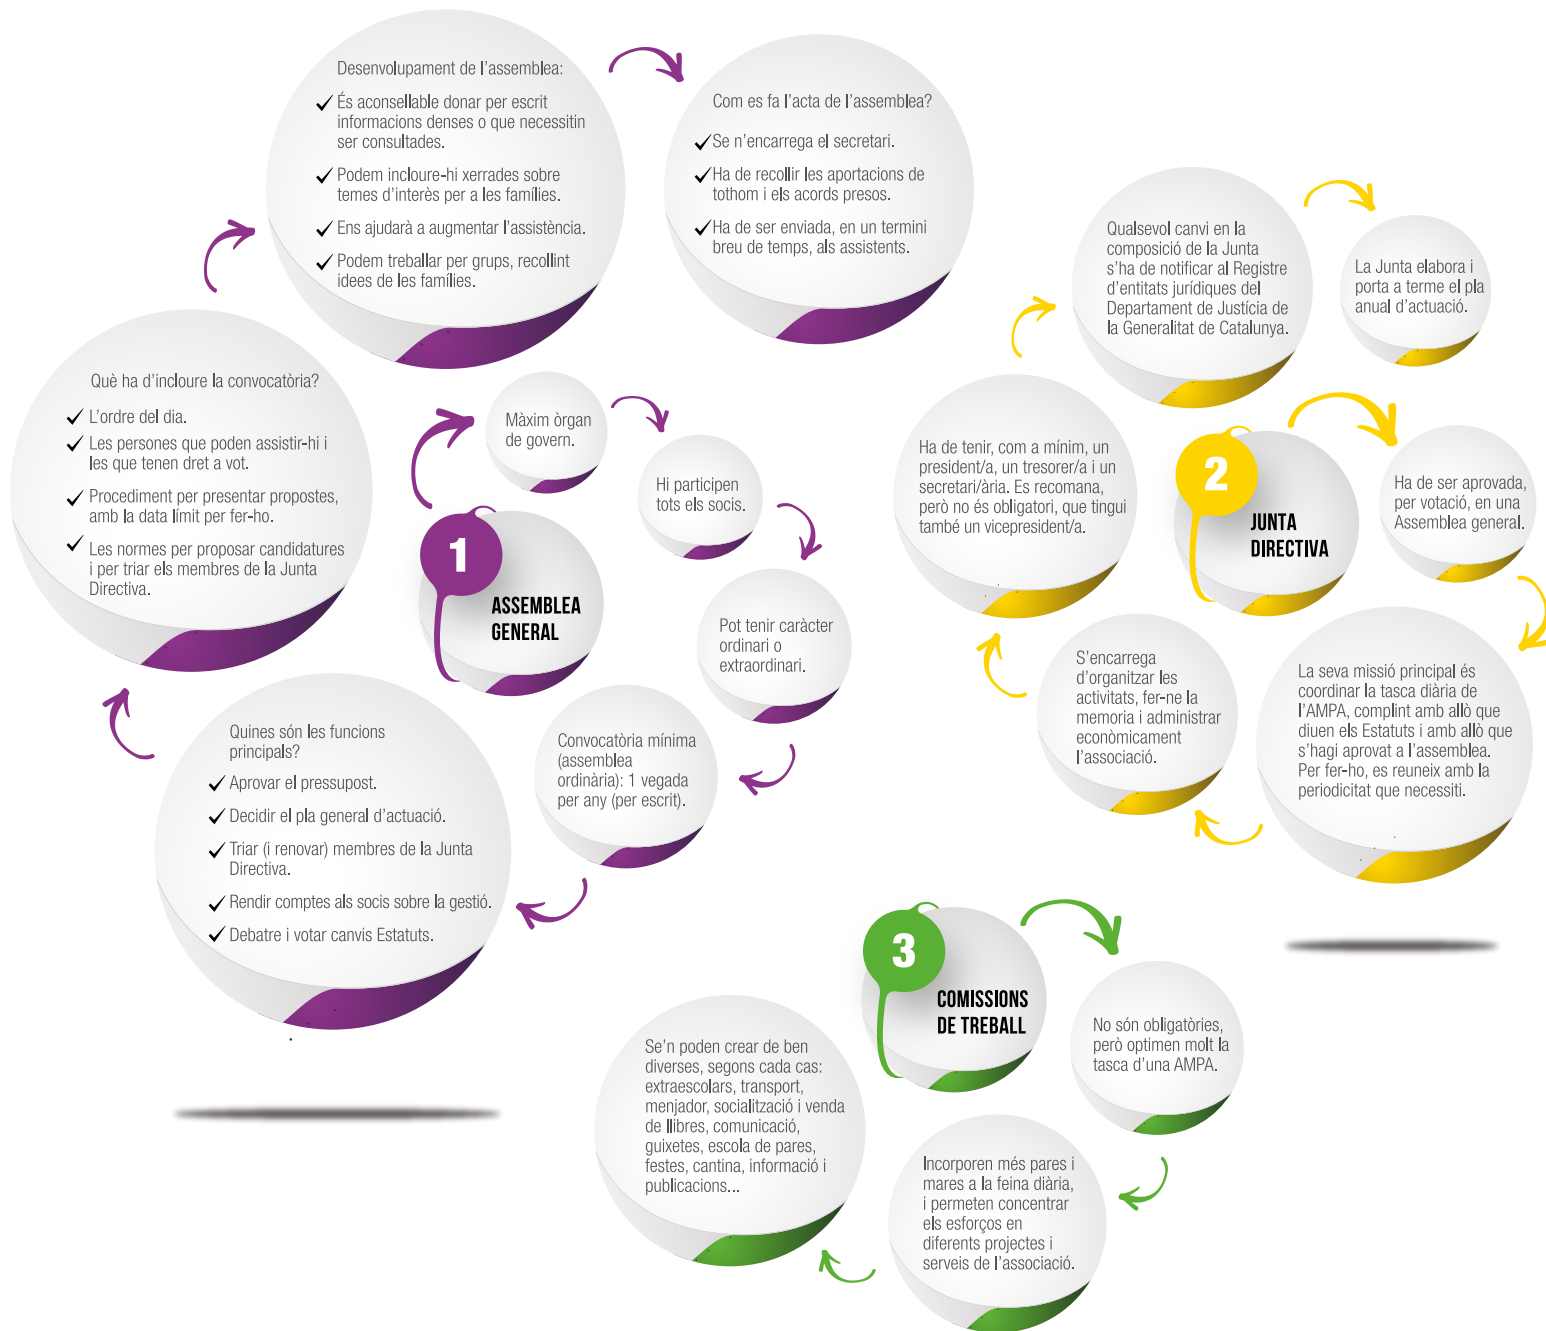 1
ASSEMBLEA
GENERAL
Màxim òrgan
de govern.
Hi participen
tots els socis.
Pot tenir caràcter
ordinari o
extraordinari.
Convocatòria mínima
(assemblea
ordinària): 1 vegada
per any (per escrit).
Quines són les funcions
principals?
Aprovar el pressupost.
Decidir el pla general d'actuació.
Triar (i renovar) membres de la Junta
Directiva.
Rendir comptes als socis sobre la gestió.
Debatre i votar canvis Estatuts.
Què ha d'incloure la convocatòria?
L'ordre del dia.
Les persones que poden assistir-hi i
les que tenen dret a vot.
Procediment per presentar propostes,
amb la data límit per fer-ho.
Les normes per proposar candidatures
i per triar els membres de la Junta
Directiva.
Desenvolupament de l'assemblea:
És aconsellable donar per escrit
informacions denses o que necessitin
ser consultades.
Podem incloure-hi xerrades sobre
temes d'interès per a les famílies.
Ens ajudarà a augmentar l'assistència.
Podem treballar per grups, recollint
idees de les famílies.
Com es fa l'acta de l'assemblea?
Se n'encarrega el secretari.
Ha de recollir les aportacions de
tothom i els acords presos.
Ha de ser enviada, en un termini
breu de temps, als assistents.
2
JUNTA
DIRECTIVA
Ha de ser aprovada,
per votació, en una
Assemblea general.
La seva missió principal és
coordinar la tasca diària de
l'AMPA, complint amb allò que
diuen els Estatuts i amb allò que
s'hagi aprovat a l'assemblea.
Per fer-ho, es reuneix amb la
periodicitat que necessiti.
S'encarrega
d'organitzar les
activitats, fer-ne la
memoria i administrar
econòmicament
l'associació.
Ha de tenir, com a mínim, un
president/a, un tresorer/a i un
secretari/ària. Es recomana,
però no és obligatori, que tingui
també un vicepresident/a.
Qualsevol canvi en la
composició de la Junta
s'ha de notificar al Registre
d'entitats jurídiques del
Departament de Justícia de
la Generalitat de Catalunya.
La Junta elabora i
porta a terme el pla
anual d'actuació.
3
COMISSIONS
DE TREBALL
No són obligatòries,
però optimen molt la
tasca d'una AMPA.
Incorporen més pares i
mares a la feina diària,
i permeten concentrar
els esforços en
diferents projectes i
serveis de l'associació.
Se'n poden crear de ben
diverses, segons cada cas:
extraescolars, transport,
menjador, socialització i venda
de llibres, comunicació,
guixetes, escola de pares,
festes, cantina, informació i
publicacions...